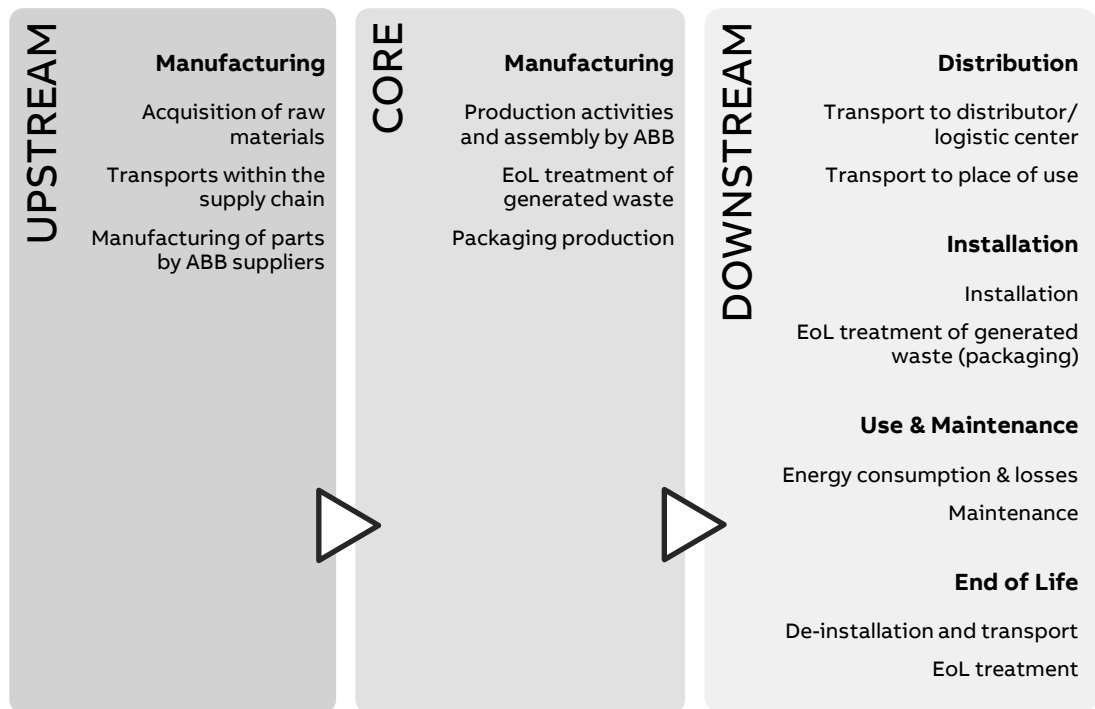 UPSTREAM
Manufacturing
Acquisition of raw
materials
Transports within the
supply chain
Manufacturing of parts
by ABB suppliers
CORE
Manufacturing
Production activities
and assembly by ABB
EoL treatment of
generated waste
Packaging production
DOWNSTREAM
Distribution
Transport to distributor/
logistic center
Transport to place of use
Installation
Installation
EoL treatment of generated
waste (packaging)
Use & Maintenance
Energy consumption & losses
Maintenance
End of Life
De-installation and transport
EoL treatment